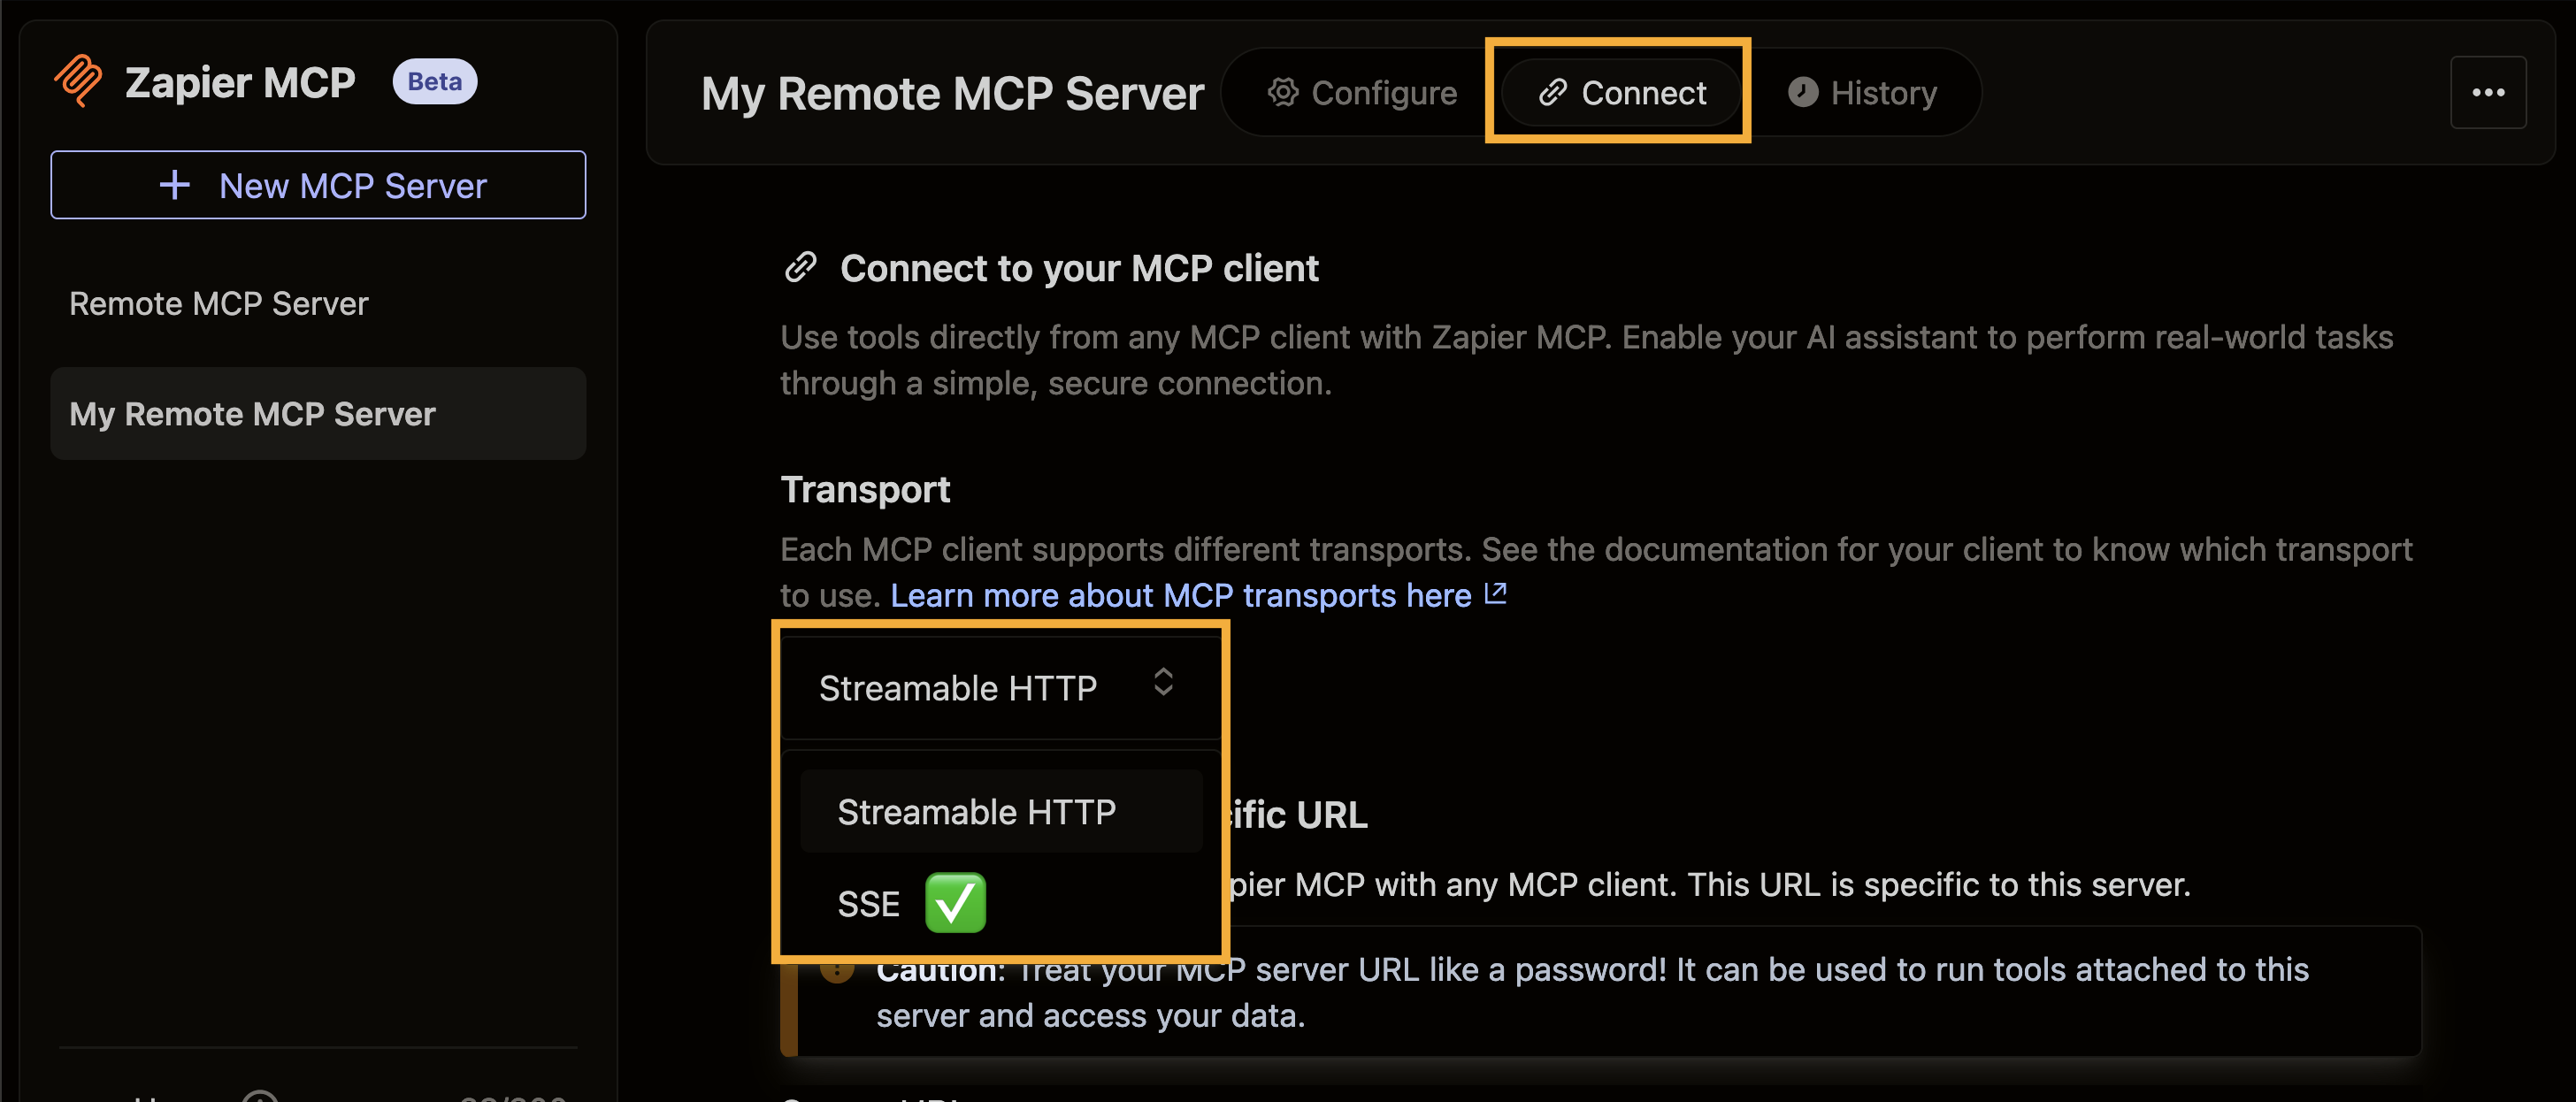 Zapier MCP Beta
New MCP Server
Remote MCP Server
My Remote MCP Server
My Remote MCP Server Configure Connect History
Connect to your MCP client
Use tools directly from any MCP client with Zapier MCP. Enable your AI assistant to perform real-world tasks
through a simple, secure connection.
Transport
Each MCP client supports different transports. See the documentation for your client to know which transport
to use. Learn more about MCP transports here
Streamable HTTP
Streamable HTTP
SSE
URL
MCP with any MCP client. This URL is specific to this server.
Caution: Treat your MCP server URL like a password! It can be used to run tools attached to this
server and access your data.